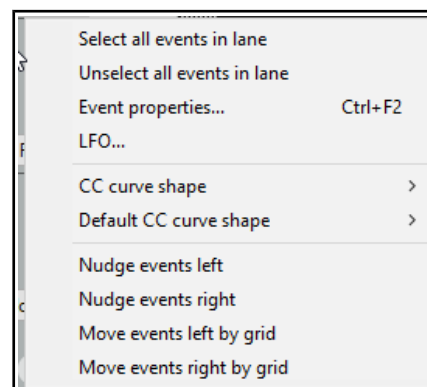 Select all events in lane
Unselect all events in lane
Event properties... Ctrl+F2
LFO...
CC curve shape >
Default CC curve shape >
Nudge events left
Nudge events right
Move events left by grid
Move events right by grid